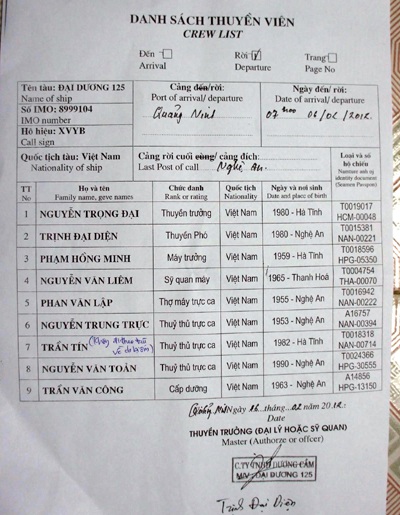 DANH SÁCH THUYỀN VIÊN
CREW LIST
Đến
Arrival
Rời
Departure
Trang
Page No
Tên tàu: ĐẠI DƯƠNG 125
Name of ship
Số IMO: 8999104
IMO number
Hô hiệu: XVYB
Call sign
Cảng đến/rời:
Port of arrival/ departure
Quảng Ninh
Ngày đến/ rời:
Date of arrival/ departure
Quốc tịch tàu: Việt Nam
Nationality of ship
Cảng rời cuối cùng/ cảng đích:
Last Post of call Nghệ An.
Loại và số hộ chiếu
(Seaman Passport)
TT No
Họ và tên
Family name, geve names
Chức danh
Rank or rating
Quốc tịch
Nationality
Ngày và nơi sinh
Date and place of birth
1 NGUYỄN TRỌNG ĐẠI Thuyền trưởng Việt Nam 1980 - Hà Tĩnh T0019017 HCM-00048
2 TRỊNH ĐẠI DIỆN Thuyền Phó Việt Nam 1980 - Nghệ An T0015381 NAN-00221
3 PHẠM HỒNG MINH Máy trưởng Việt Nam 1959 - Hà Tĩnh T0018596 HPG-05350
4 NGUYỄN VĂN LIÊM Sỹ quan máy Việt Nam 1965 - Thanh Hoá T0004754 THA-00070
5 PHAN VĂN LẬP Thợ máy trực ca Việt Nam 1955 - Nghệ An T0016942 NAN-00222
6 NGUYỄN TRUNG TRỰC Thuỷ thủ trực ca Việt Nam 1953 - Nghệ An A16757 NAN-00394
7 TRẦN TÍN Thuỷ thủ trực ca Việt Nam 1982 - Hà Tĩnh T0018318 NAN-00714
8 NGUYỄN VĂN TOẢN Thuỷ thủ trực ca Việt Nam 1990 - Nghệ An T0024366 HPG-30555
9 TRẦN VĂN CÔNG Cấp dưỡng Việt Nam 1963 - Nghệ An A14856 HPG-13150
Ngày 16 tháng 02 năm 2012
Date
THUYỀN TRƯỞNG (ĐẠI LÝ HOẶC SỸ QUAN)
Master (Authorze or offcer)
M/V: ĐẠI DƯƠNG 125
Trịnh Đại Diện